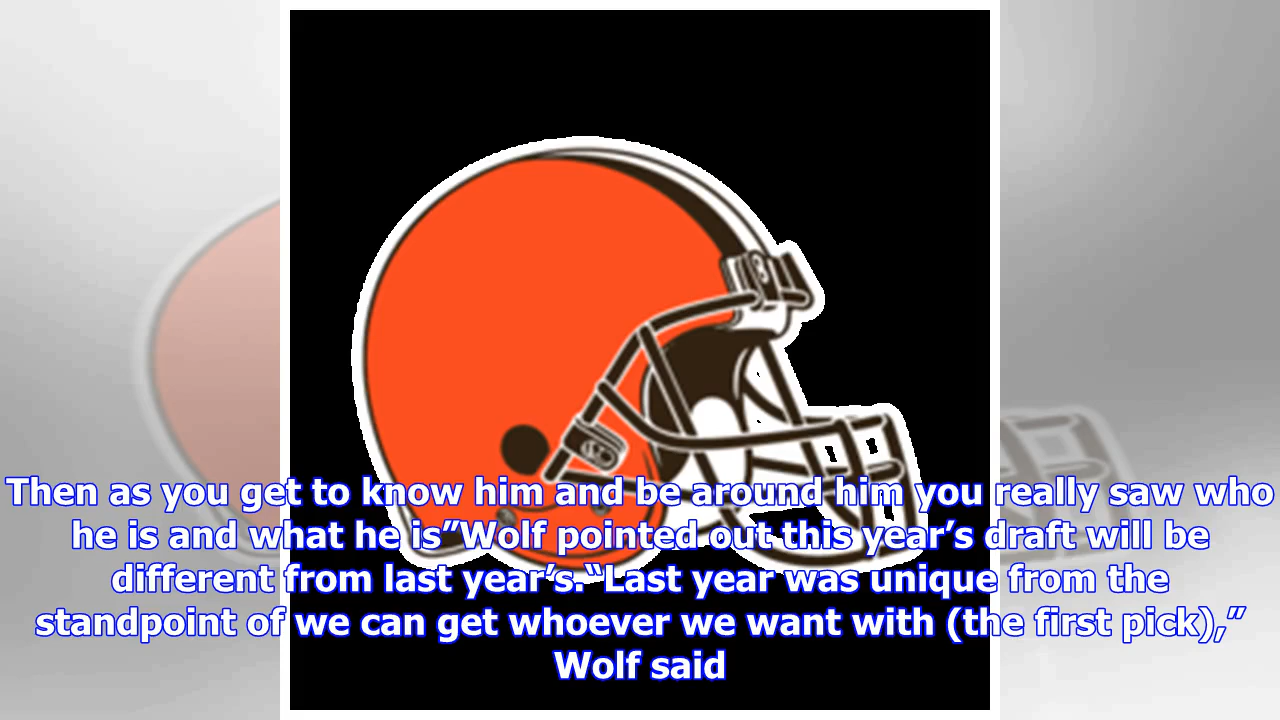 Then as you get to know him and be around him you really saw who
he is and what he is”Wolf pointed out this year’s draft will be
different from last year’s.“Last year was unique from the
standpoint of we can get whoever we want with (the first pick),”
Wolf said